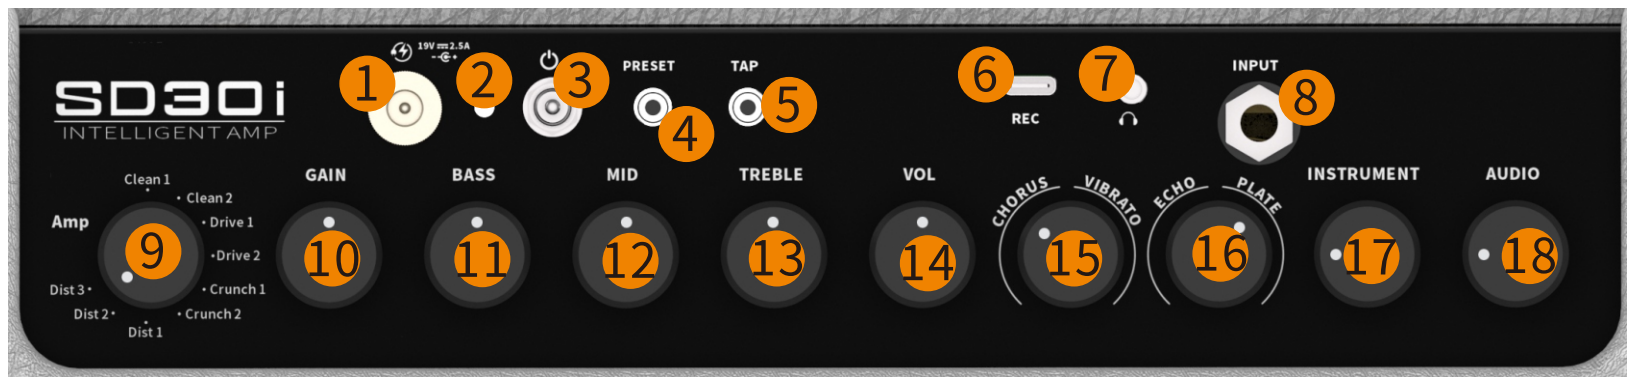 19V⎓2.5A
1
2
3
PRESET
4
TAP
5
6
REC
7
INPUT
8
SD30i
INTELLIGENT AMP
Amp
Clean 1
Clean 2
Drive 1
Drive 2
Crunch 1
Crunch 2
Dist 1
Dist 2
Dist 3
9
GAIN
10
BASS
11
MID
12
TREBLE
13
VOL
14
CHORUS
VIBRATO
15
ECHO
PLATE
16
INSTRUMENT
17
AUDIO
18